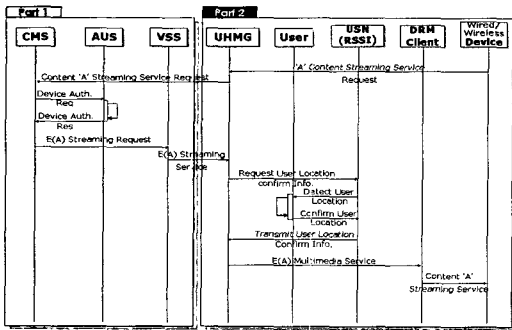 Part 1
Part 2
CMS
AUS
VSS
UHMG
User
USN
(RSSI)
DRM
Client
Wired/
Wireless
Device
'A' Content Streaming Service
Request
Content 'A' Streaming Service Request
Device Auth.
Req
Device Auth.
Res
E(A) Streaming Request
E(A) Streaming
Service
Request User Location
confirm Info.
Datect User
Location
Confirm User
Location
Transmit User Location
Confirm Info,
E(A) Multimedia Service
Content 'A'
Streaming Service